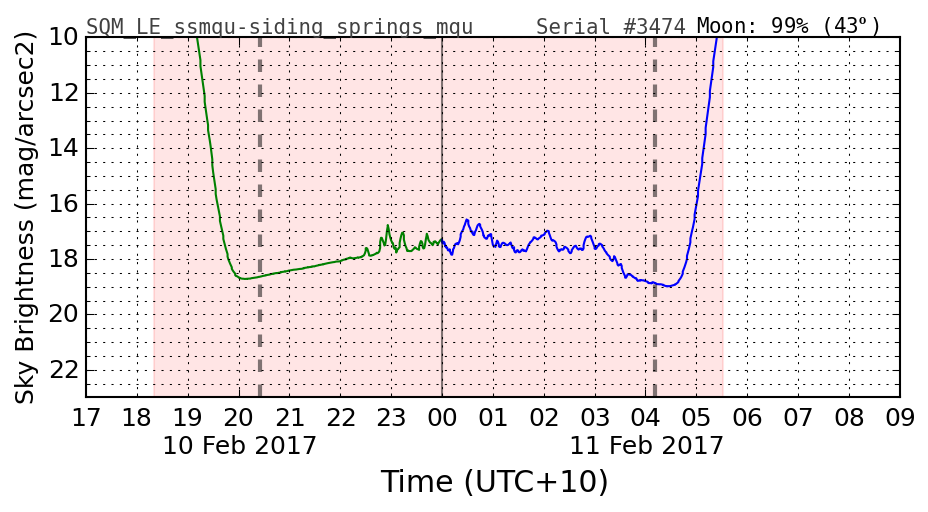 SQM_LE_ssmqu-siding_springs_mqu Serial #3474 Moon: 99% (43°)
Sky Brightness (mag/arcsec2)
10
12
14
16
18
20
22
17 18 19 20 21 22 23 00 01 02 03 04 05 06 07 08 09
10 Feb 2017 11 Feb 2017
Time (UTC+10)